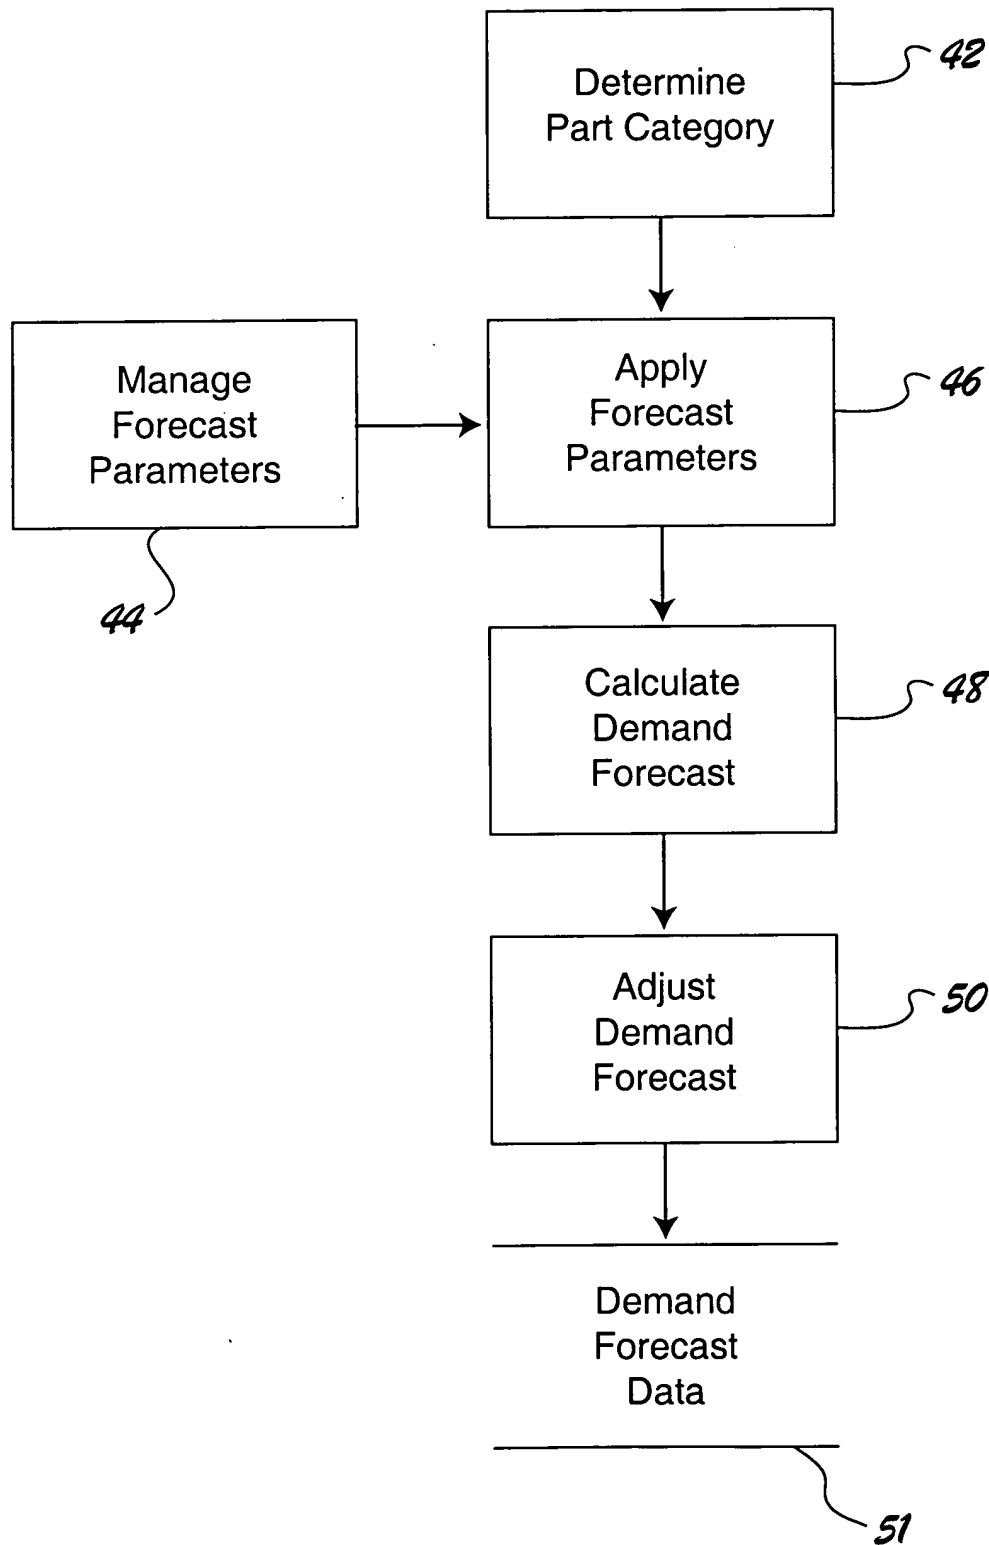 Determine
Part Category
42
Manage
Forecast
Parameters
44
Apply
Forecast
Parameters
46
Calculate
Demand
Forecast
48
Adjust
Demand
Forecast
50
Demand
Forecast
Data
51